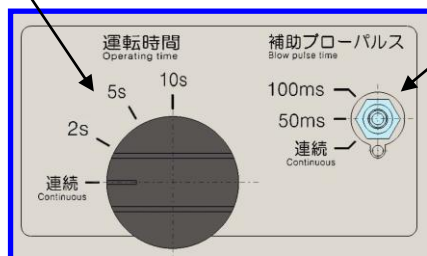 運転時間
Operating time
2s
5s
10s
連続
Continuous
補助ブローパルス
Blow pulse time
100ms
50ms
連続
Continuous